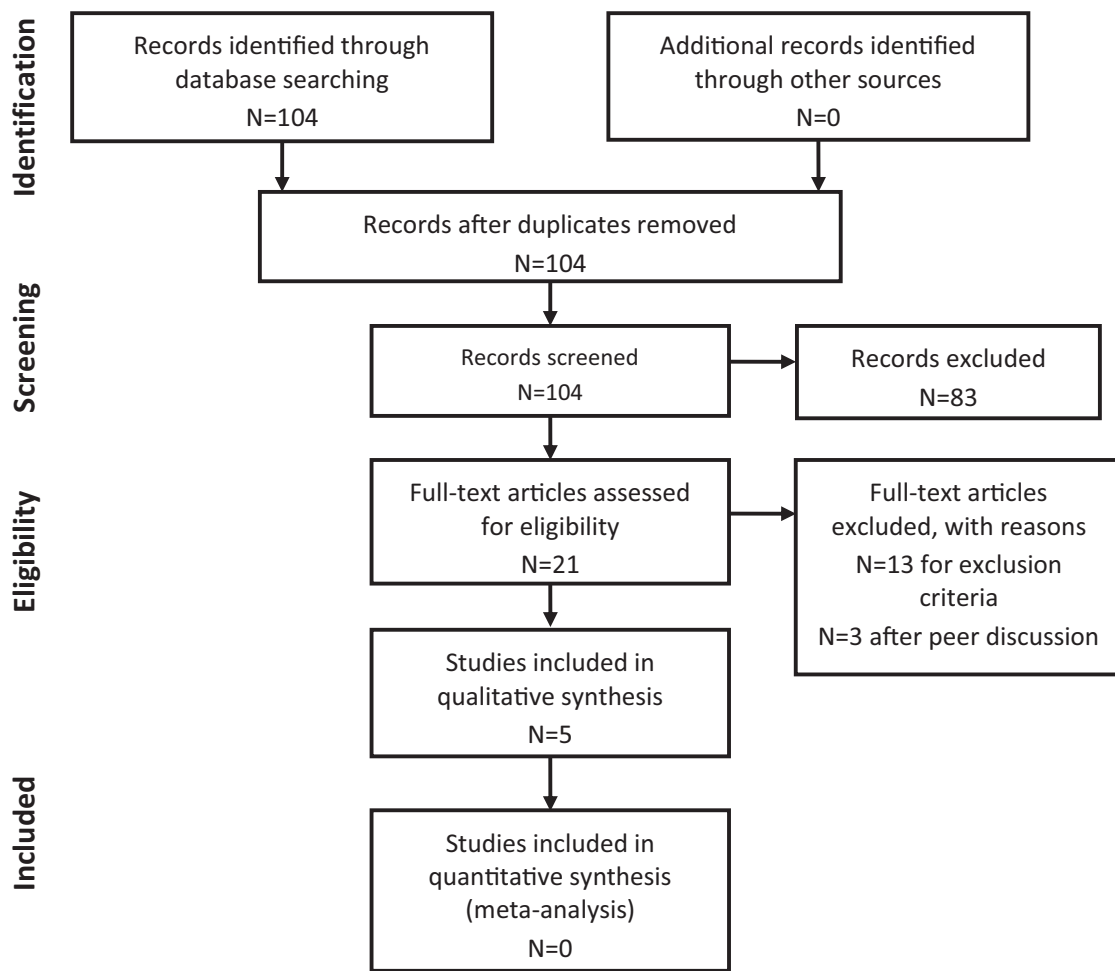 Identification
Records identified through
database searching
N=104
Additional records identified
through other sources
N=0
Records after duplicates removed
N=104
Screening
Records screened
N=104
Records excluded
N=83
Eligibility
Full-text articles assessed
for eligibility
N=21
Full-text articles
excluded, with reasons
N=13 for exclusion
criteria
N=3 after peer discussion
Studies included in
qualitative synthesis
N=5
Included
Studies included in
quantitative synthesis
(meta-analysis)
N=0